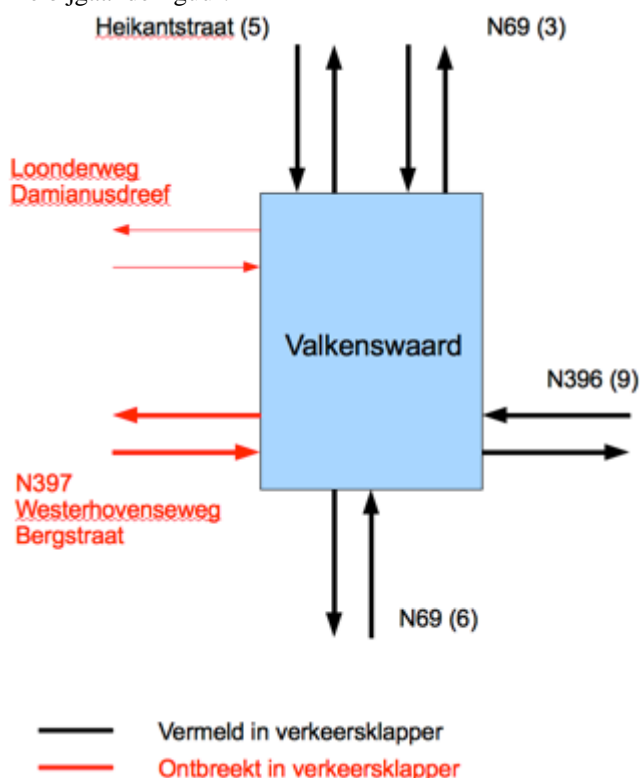 Heikantstraat (5)
N69 (3)
Loonderweg
Damianusdreef
Valkenswaard
N396 (9)
N397
Westerhovenseweg
Bergstraat
N69 (6)
Vermeld in verkeersklapper
Ontbreekt in verkeersklapper